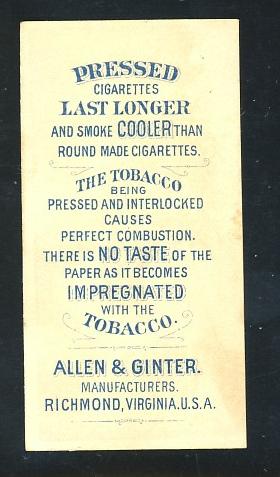 PRESSED
CIGARETTES
LAST LONGER
AND SMOKE COOLER THAN
ROUND MADE CIGARETTES.
THE TOBACCO
BEING
PRESSED AND INTERLOCKED
CAUSES
PERFECT COMBUSTION.
THERE IS NO TASTE OF THE
PAPER AS IT BECOMES
IMPREGNATED
WITH THE
TOBACCO.
ALLEN & GINTER.
MANUFACTURERS.
RICHMOND, VIRGINIA. U.S.A.